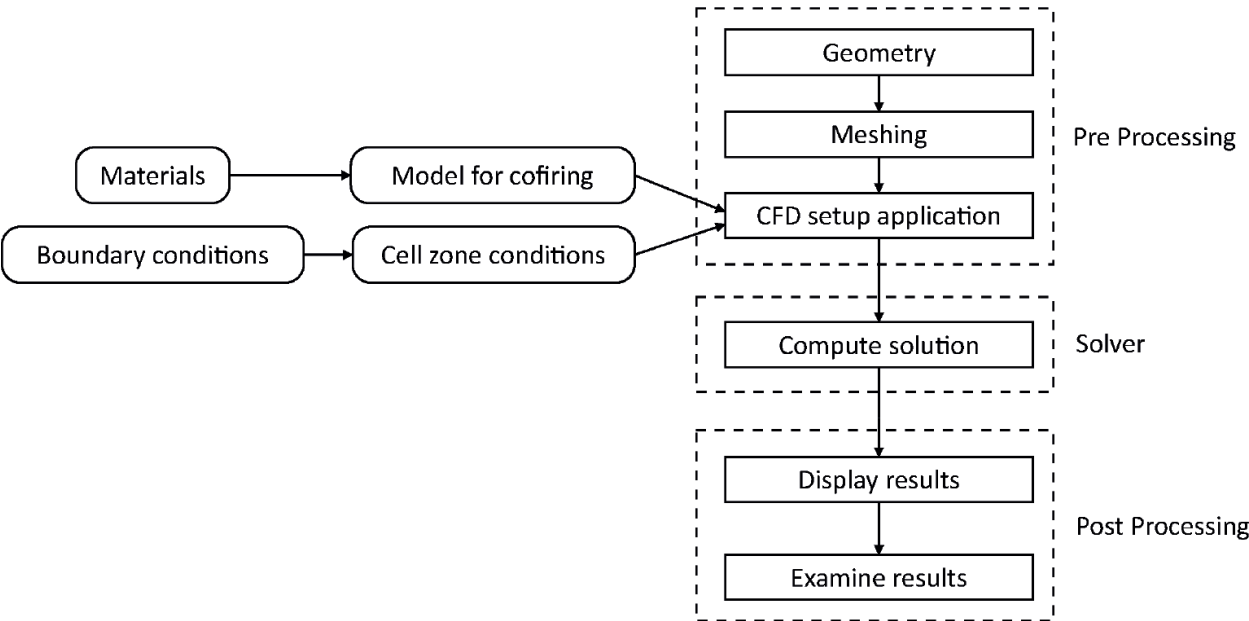 Geometry
Meshing
Pre Processing
Materials
Model for cofiring
CFD setup application
Boundary conditions
Cell zone conditions
Compute solution
Solver
Display results
Post Processing
Examine results